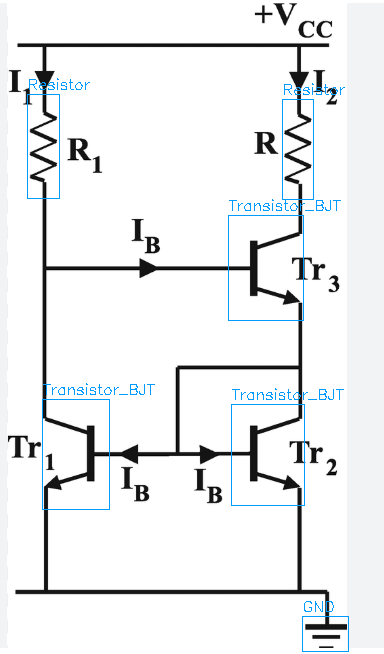 +VCC
I1 Resistor
Resistor I2
R1
R
Transistor_BJT
IB
Tr3
Transistor_BJT
Transistor_BJT
Tr1
IB
IB
Tr2
GND